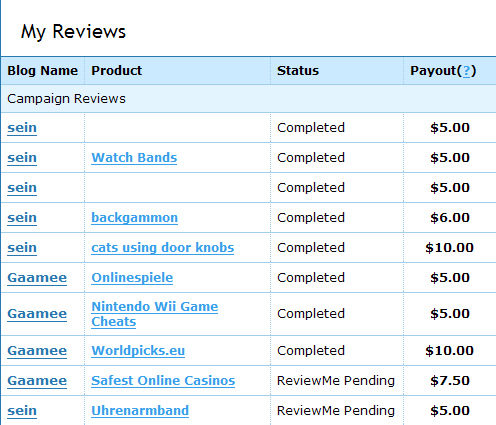 My Reviews
Blog Name Product Status Payout(?)
Campaign Reviews
sein Completed $5.00
sein Watch Bands Completed $5.00
sein Completed $5.00
sein backgammon Completed $6.00
sein cats using door knobs Completed $10.00
Gaamee Onlinespiele Completed $5.00
Gaamee Nintendo Wii Game Completed $5.00
Cheats
Gaamee Worldpicks.eu Completed $10.00
Gaamee Safest Online Casinos ReviewMe Pending $7.50
sein Uhrenarmband ReviewMe Pending $5.00